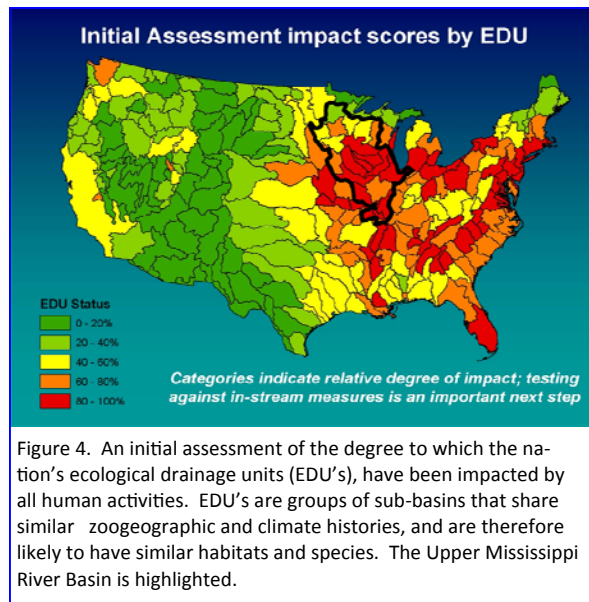 Initial Assessment impact scores by EDU
EDU Status
0 - 20%
20 - 40%
40 - 60%
60 - 80%
80 - 100%
Categories indicate relative degree of impact; testing
against in-stream measures is an important next step
Figure 4. An initial assessment of the degree to which the na-
tion's ecological drainage units (EDU's), have been impacted by
all human activities. EDU's are groups of sub-basins that share
similar zoogeographic and climate histories, and are therefore
likely to have similar habitats and species. The Upper Mississippi
River Basin is highlighted.